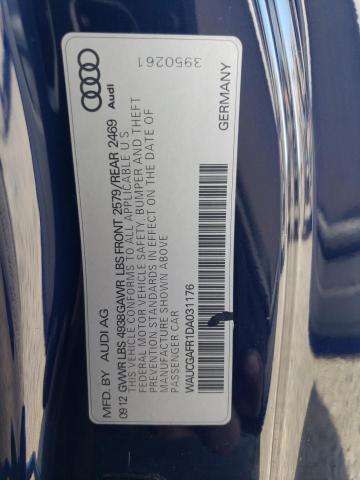 MFD. BY AUDI AG
Audi
09.12 GVWR LBS 4938 GAWR LBS FRONT 2579/REAR 2469
THIS MOTOR VEHICLE CONFORMS TO ALL APPLICABLE U.S.
FEDERAL MOTOR VEHICLE SAFETY, BUMPER AND THEFT
PREVENTION STANDARDS IN EFFECT ON THE DATE OF
MANUFACTURE SHOWN ABOVE.
PASSENGER CAR
WAUCGAFR1DA031176
3950261
GERMANY